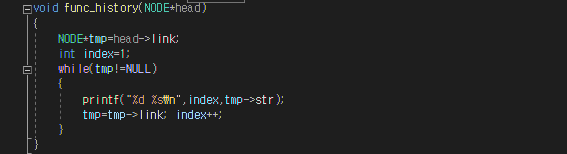 void func_history(NODE*head)
{
NODE*tmp=head->link;
int index=1;
while(tmp!=NULL)
{
printf("%d %s₩n",index,tmp->str);
tmp=tmp->link; index++;
}
}